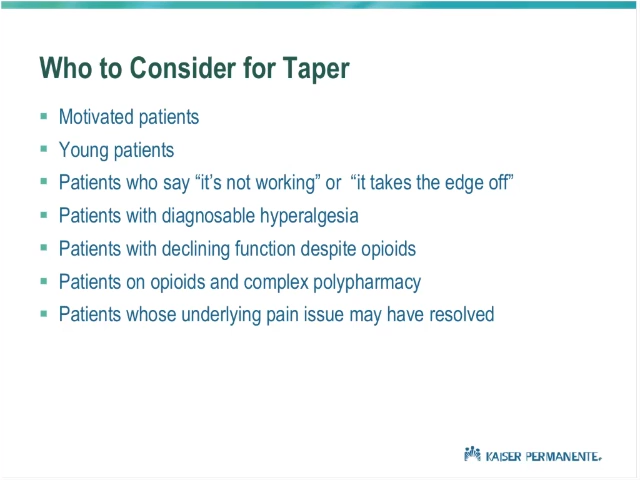 Who to Consider for Taper
▪ Motivated patients
▪ Young patients
▪ Patients who say “it’s not working” or  “it takes the edge off”
▪ Patients with diagnosable hyperalgesia
▪ Patients with declining function despite opioids
▪ Patients on opioids and complex polypharmacy
▪ Patients whose underlying pain issue may have resolved
KAISER PERMANENTE.